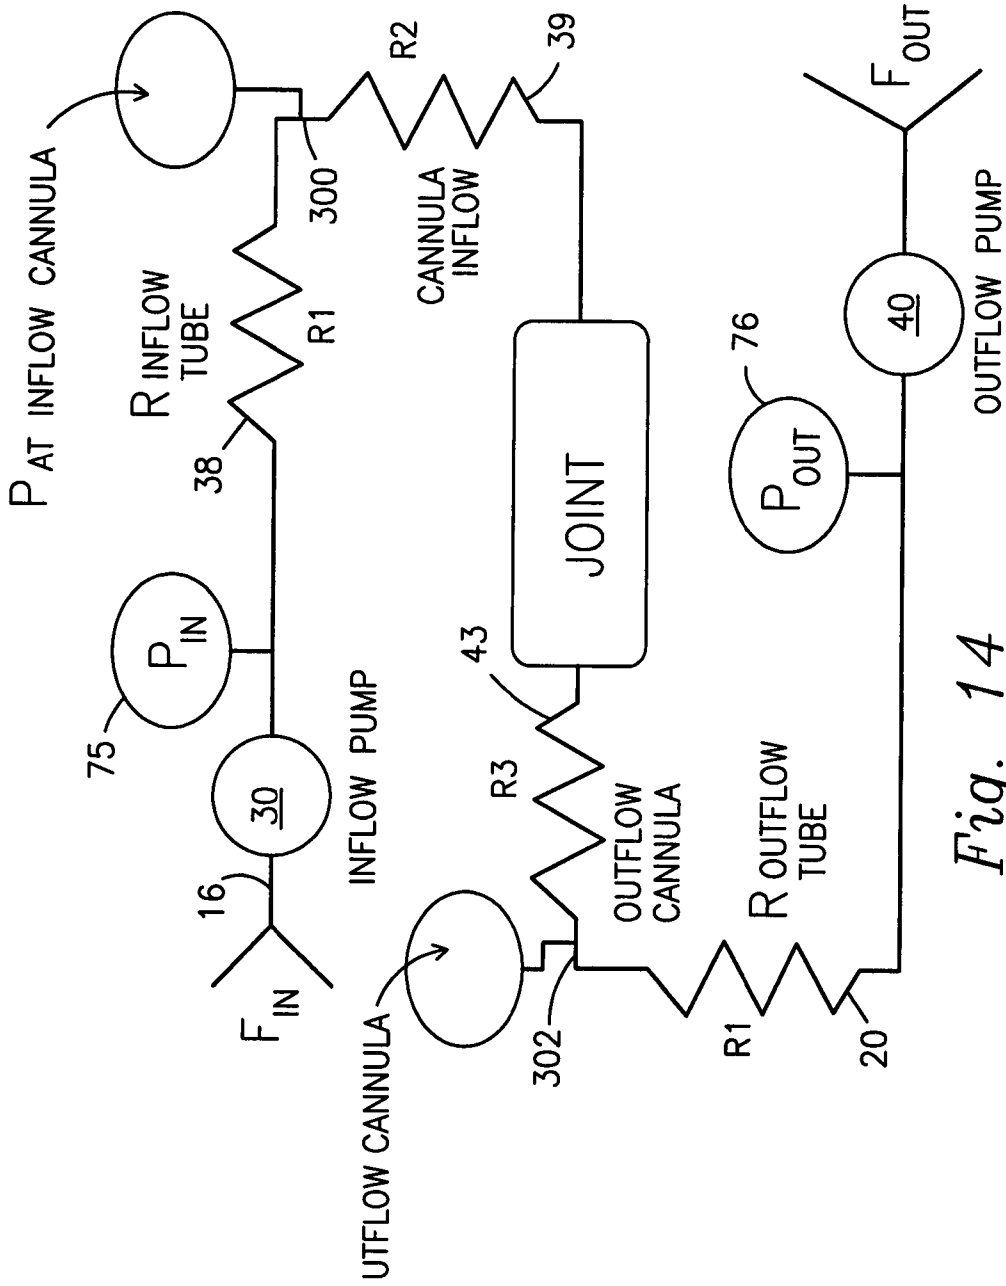 P AT INFLOW CANNULA
75
P IN
38
R INFLOW
TUBE
R1
300
R2
39
CANNULA
INFLOW
16
F IN
30
INFLOW PUMP
UTFLOW CANNULA
302
R3
43
OUTFLOW
CANNULA
JOINT
R1
20
R OUTFLOW
TUBE
76
P OUT
40
OUTFLOW PUMP
F OUT
Fig. 14